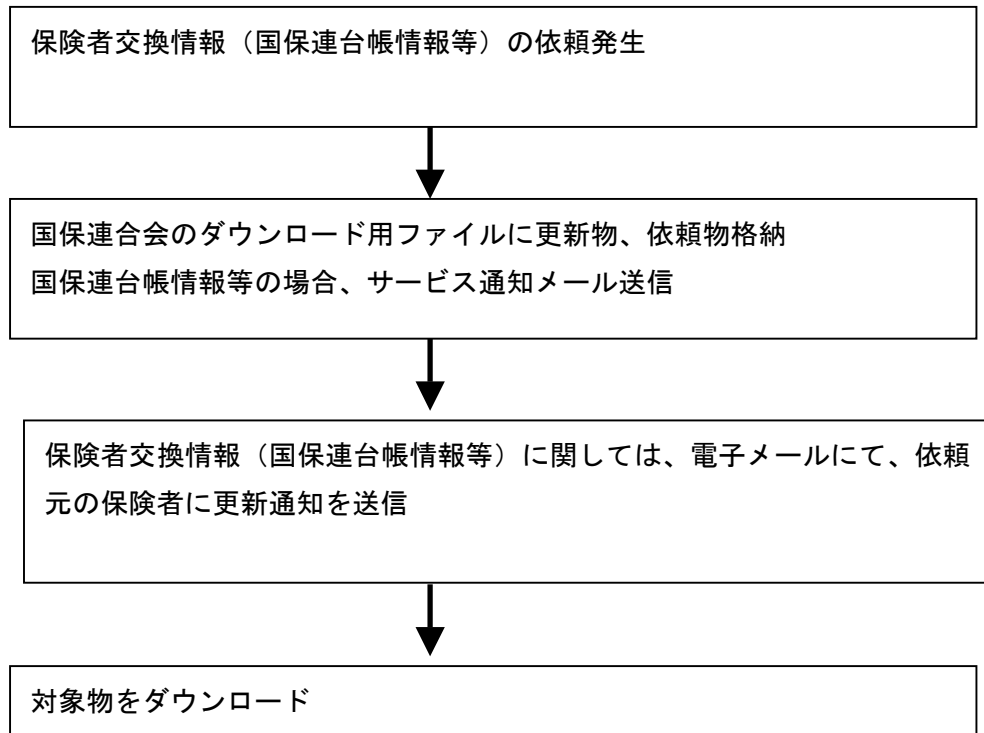 保険者交換情報（国保連台帳情報等）の依頼発生
国保連合会のダウンロード用ファイルに更新物、依頼物格納
国保連台帳情報等の場合、サービス通知メール送信
保険者交換情報（国保連台帳情報等）に関しては、電子メールにて、依頼
元の保険者に更新通知を送信
対象物をダウンロード